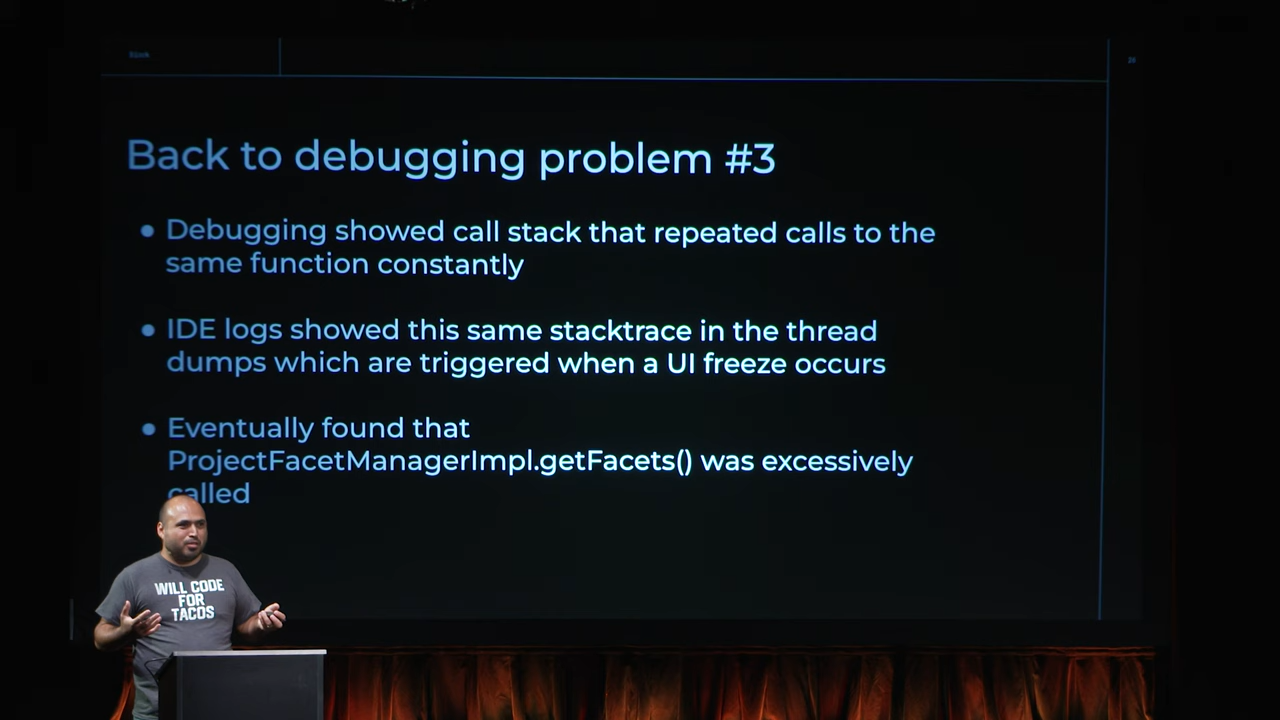 Back to debugging problem #3
● Debugging showed call stack that repeated calls to the
same function constantly
● IDE logs showed this same stacktrace in the thread
dumps which are triggered when a UI freeze occurs
● Eventually found that
ProjectFacetManagerImpl.getFacets() was excessively
called
WILL CODE
FOR
TACOS